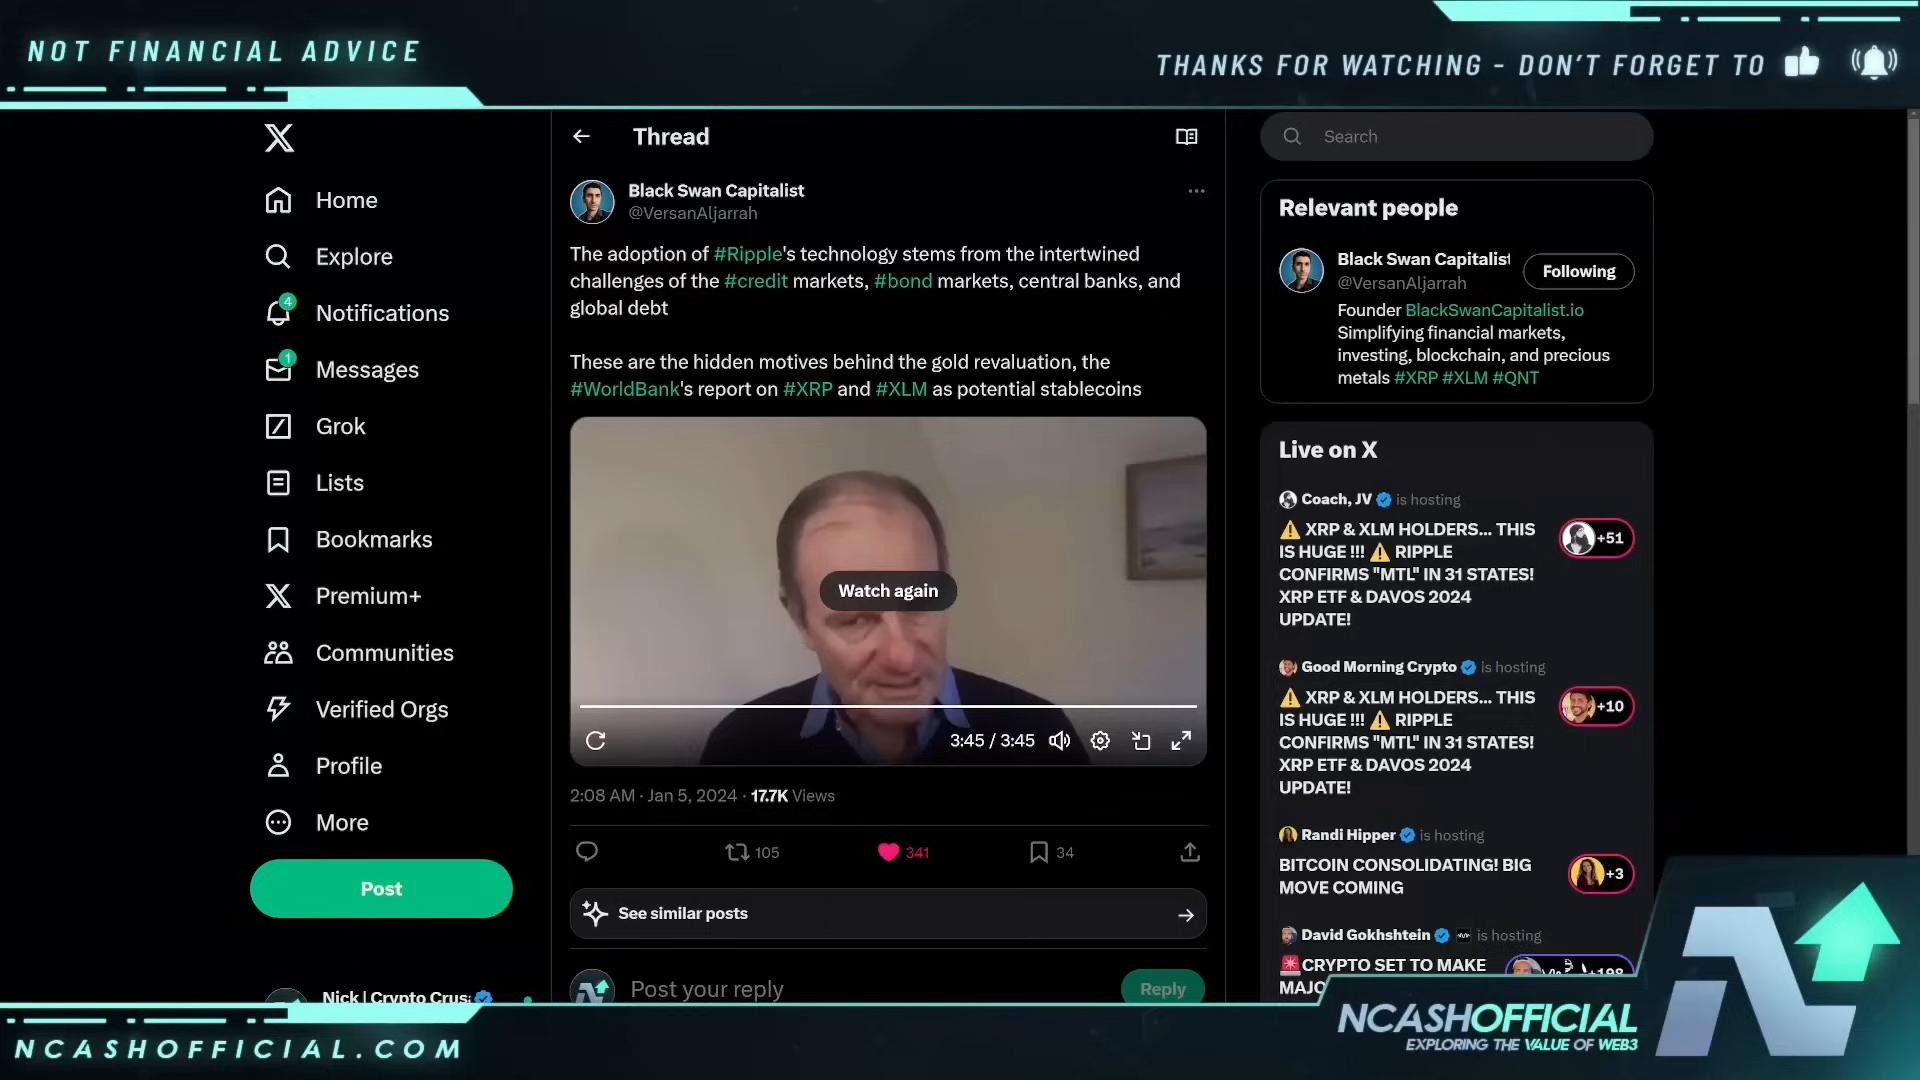 NOT FINANCIAL ADVICE
THANKS FOR WATCHING - DON'T FORGET TO
Home
Explore
4
Notifications
1
Messages
Grok
Lists
Bookmarks
Premium+
Communities
Verified Orgs
Profile
More
Post
Nick | Crypto Crus
Thread
Black Swan Capitalist
@VersanAljarrah
The adoption of #Ripple's technology stems from the intertwined
challenges of the #credit markets, #bond markets, central banks, and
global debt
These are the hidden motives behind the gold revaluation, the
#WorldBank's report on #XRP and #XLM as potential stablecoins
Watch again
3:45 / 3:45
2:08 AM · Jan 5, 2024 · 17.7K Views
105
341
34
See similar posts
Post your reply
Reply
Search
Relevant people
Black Swan Capitalist
@VersanAljarrah
Following
Founder BlackSwanCapitalist.io
Simplifying financial markets,
investing, blockchain, and precious
metals #XRP #XLM #QNT
Live on X
Coach, JV is hosting
⚠️ XRP & XLM HOLDERS... THIS
IS HUGE !!! ⚠️ RIPPLE
CONFIRMS "MTL" IN 31 STATES!
XRP ETF & DAVOS 2024
UPDATE!
+51
Good Morning Crypto is hosting
⚠️ XRP & XLM HOLDERS... THIS
IS HUGE !!! ⚠️ RIPPLE
CONFIRMS "MTL" IN 31 STATES!
XRP ETF & DAVOS 2024
UPDATE!
+10
Randi Hipper is hosting
BITCOIN CONSOLIDATING! BIG
MOVE COMING
+3
David Gokhshtein is hosting
🚨CRYPTO SET TO MAKE
+198
NCASHOFFICIAL.COM
NCASHOFFICIAL
EXPLORING THE VALUE OF WEB3